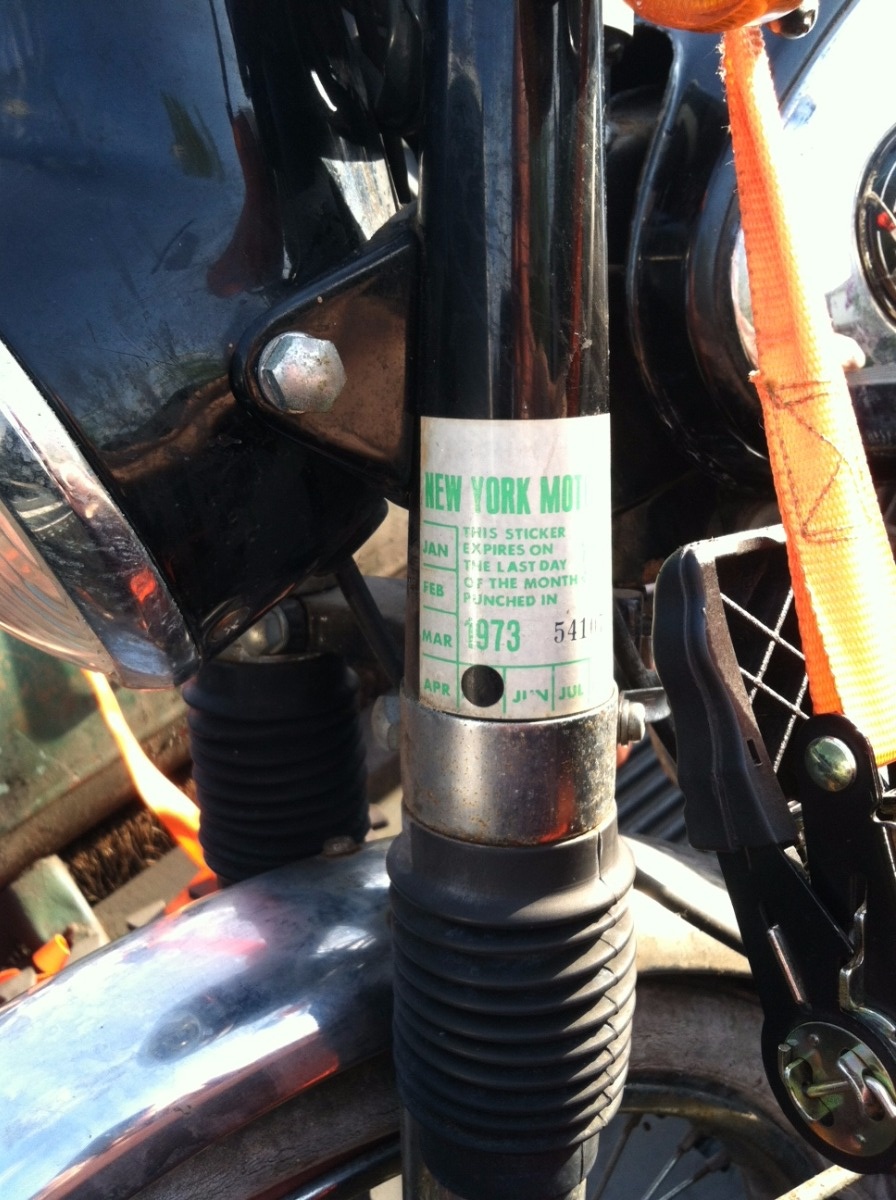 NEW YORK MOT
THIS STICKER
EXPIRES ON
THE LAST DAY
OF THE MONTH
PUNCHED IN
JAN
FEB
MAR
1973 5410
APR JUN JUL